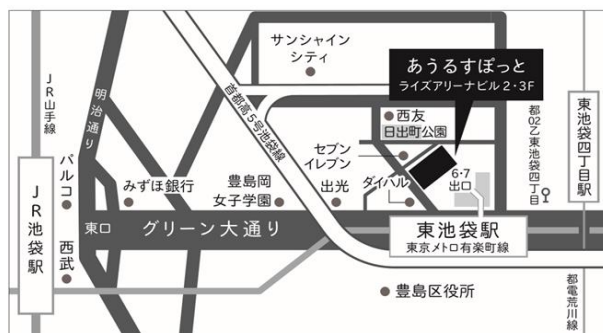 サンシャイン
シティ
あうるすぽっと
ライズアリーナビル2・3F
JR山手線
明治通り
首都高5号池袋線
西友
日出町公園
都02乙東池袋四丁目
東池袋四丁目駅
セブン
イレブン
パルコ
みずほ銀行
豊島岡
女子学園
出光
ダイハル
6・7
出口
JR池袋駅
東口
グリーン大通り
東池袋駅
東京メトロ有楽町線
西武
豊島区役所
都電荒川線